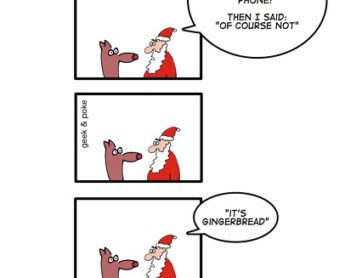 PHONE!
THEN I SAID:
"OF COURSE NOT"
geek & poke
"IT'S
GINGERBREAD"